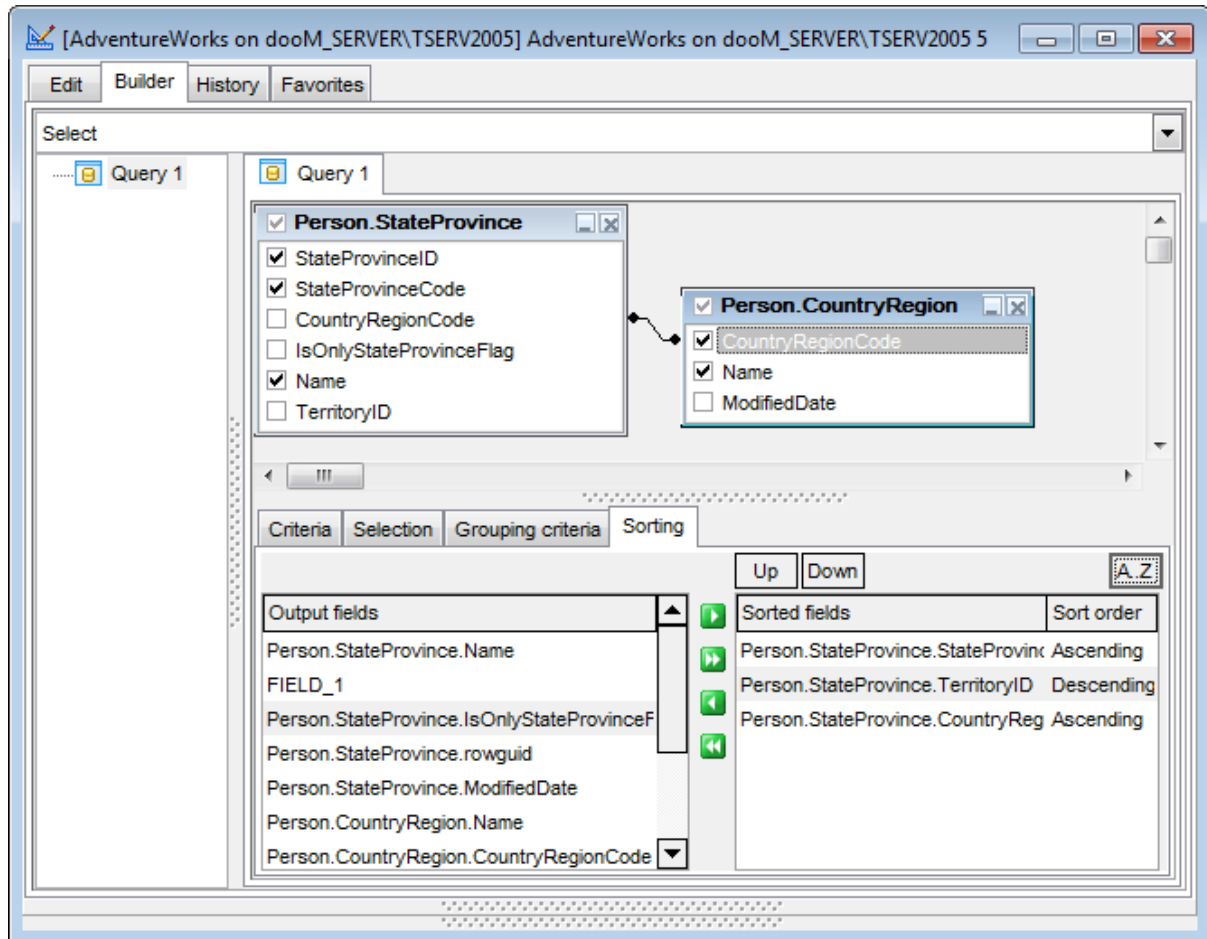 [AdventureWorks on dooM_SERVER\TSERV2005] AdventureWorks on dooM_SERVER\TSERV2005 5
Edit Builder History Favorites
Select
Query 1
Query 1
Person.StateProvince
StateProvinceID
StateProvinceCode
CountryRegionCode
IsOnlyStateProvinceFlag
Name
TerritoryID
Person.CountryRegion
CountryRegionCode
Name
ModifiedDate
Criteria Selection Grouping criteria Sorting
Up Down A..Z
Output fields
Person.StateProvince.Name
FIELD_1
Person.StateProvince.IsOnlyStateProvinceF
Person.StateProvince.rowguid
Person.StateProvince.ModifiedDate
Person.CountryRegion.Name
Person.CountryRegion.CountryRegionCode
Sorted fields Sort order
Person.StateProvince.StateProvinc Ascending
Person.StateProvince.TerritoryID Descending
Person.StateProvince.CountryReg Ascending